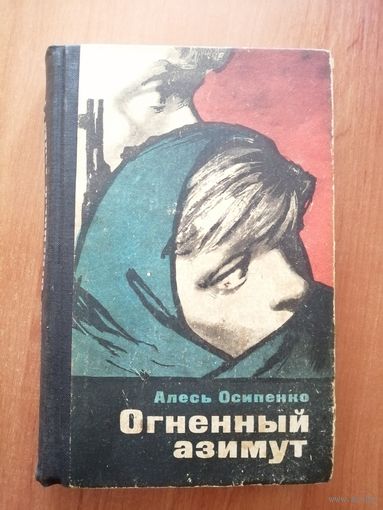 Алесь Осипенко
Огненный
азимут